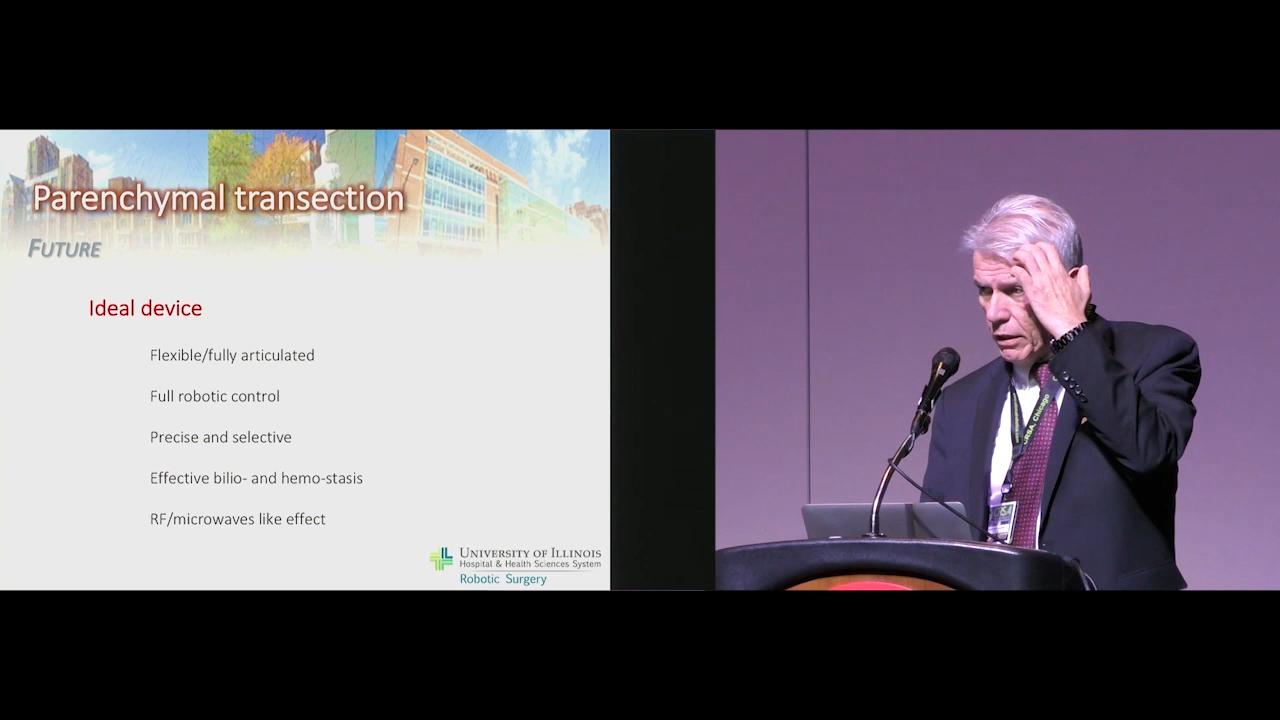 Parenchymal transection
FUTURE
Ideal device
Flexible/fully articulated
Full robotic control
Precise and selective
Effective bilio- and hemo-stasis
RF/microwaves like effect
UNIVERSITY OF ILLINOIS
Hospital & Health Sciences System
Robotic Surgery
Chicago